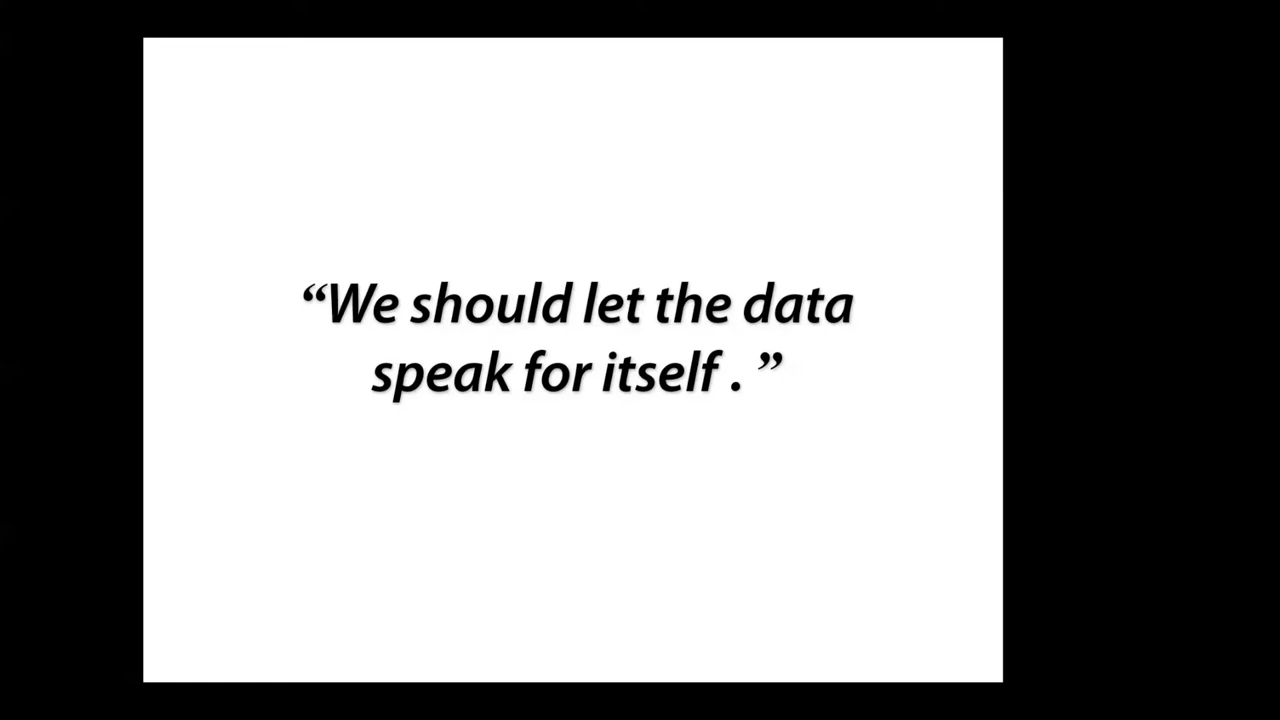 “We should let the data
speak for itself . ”